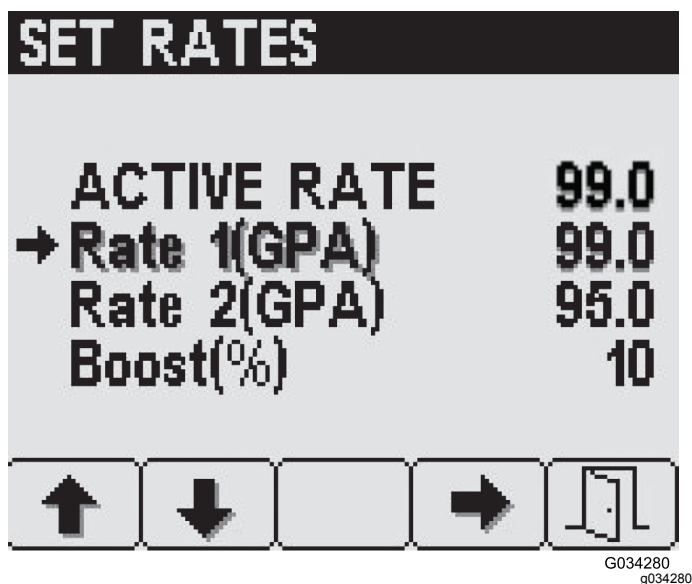 SET RATES
ACTIVE RATE 99.0
Rate 1(GPA) 99.0
Rate 2(GPA) 95.0
Boost(%) 10
G034280
g034280